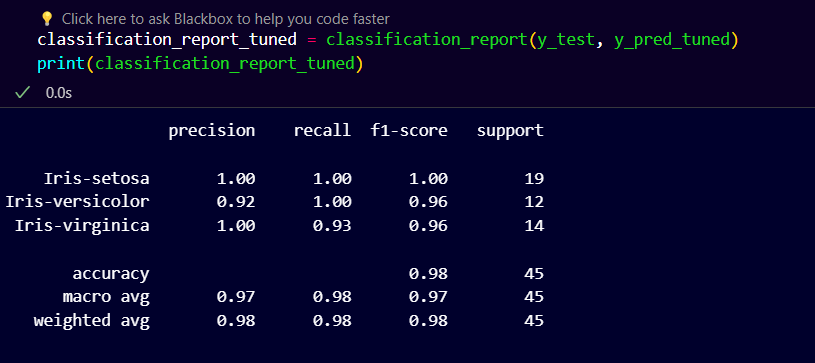 💡 Click here to ask Blackbox to help you code faster
classification_report_tuned = classification_report(y_test, y_pred_tuned)
print(classification_report_tuned)
✓ 0.0s
precision recall f1-score support
Iris-setosa 1.00 1.00 1.00 19
Iris-versicolor 0.92 1.00 0.96 12
Iris-virginica 1.00 0.93 0.96 14
accuracy 0.98 45
macro avg 0.97 0.98 0.97 45
weighted avg 0.98 0.98 0.98 45